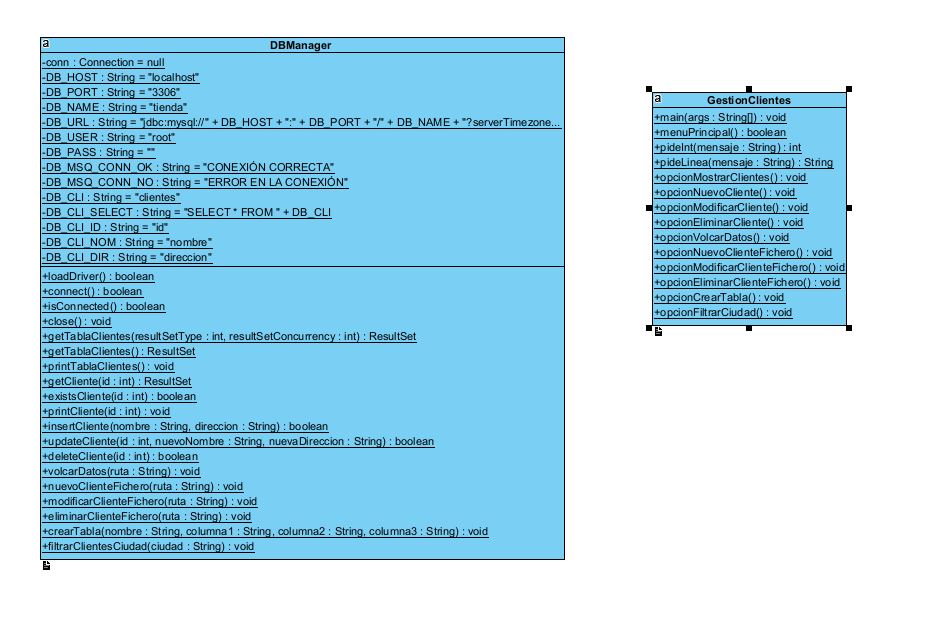 a
DBManager
-conn : Connection = null
-DB_HOST : String = "localhost"
-DB_PORT : String = "3306"
-DB_NAME : String = "tienda"
-DB_URL : String = "jdbc:mysql://" + DB_HOST + ":" + DB_PORT + "/" + DB_NAME + "?serverTimezone...
-DB_USER : String = "root"
-DB_PASS : String = ""
-DB_MSQ_CONN_OK : String = "CONEXIÓN CORRECTA"
-DB_MSQ_CONN_NO : String = "ERROR EN LA CONEXIÓN"
-DB_CLI : String = "clientes"
-DB_CLI_SELECT : String = "SELECT * FROM " + DB_CLI
-DB_CLI_ID : String = "id"
-DB_CLI_NOM : String = "nombre"
-DB_CLI_DIR : String = "direccion"
+loadDriver() : boolean
+connect() : boolean
+isConnected() : boolean
+close() : void
+getTablaClientes(resultSetType : int, resultSetConcurrency : int) : ResultSet
+getTablaClientes() : ResultSet
+printTablaClientes() : void
+getCliente(id : int) : ResultSet
+existsCliente(id : int) : boolean
+printCliente(id : int) : void
+insertCliente(nombre : String, direccion : String) : boolean
+updateCliente(id : int, nuevoNombre : String, nuevaDireccion : String) : boolean
+deleteCliente(id : int) : boolean
+volcarDatos(ruta : String) : void
+nuevoClienteFichero(ruta : String) : void
+modificarClienteFichero(ruta : String) : void
+eliminarClienteFichero(ruta : String) : void
+crearTabla(nombre : String, columna1 : String, columna2 : String, columna3 : String) : void
+filtrarClientesCiudad(ciudad : String) : void
a
GestionClientes
+main(args : String[]) : void
+menuPrincipal() : boolean
+pideInt(mensaje : String) : int
+pideLinea(mensaje : String) : String
+opcionMostrarClientes() : void
+opcionNuevoCliente() : void
+opcionModificarCliente() : void
+opcionEliminarCliente() : void
+opcionVolcarDatos() : void
+opcionNuevoClienteFichero() : void
+opcionModificarClienteFichero() : void
+opcionEliminarClienteFichero() : void
+opcionCrearTabla() : void
+opcionFiltrarCiudad() : void